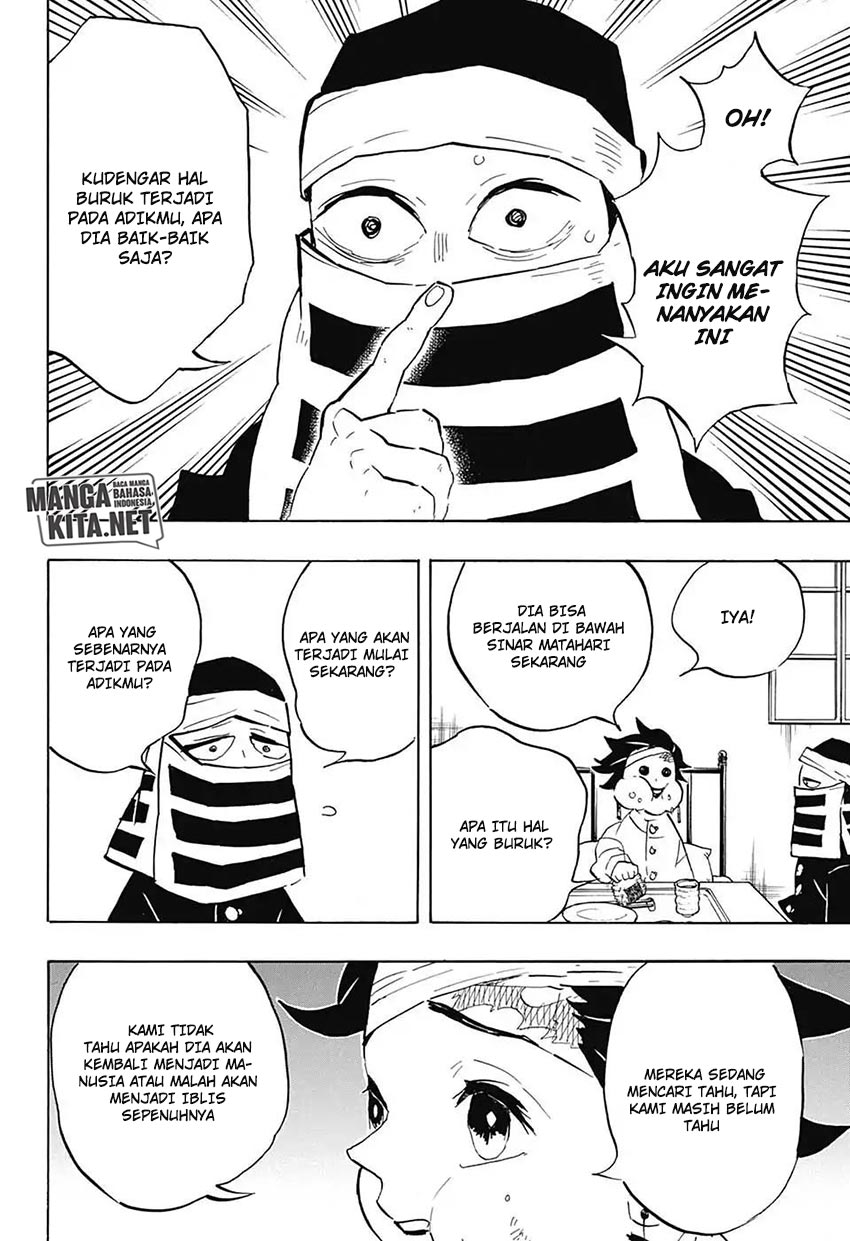 OH!
AKU SANGAT
INGIN ME-
NANYAKAN
INI
KUDENGAR HAL
BURUK TERJADI
PADA ADIKMU, APA
DIA BAIK-BAIK
SAJA?
MANGA
KITA.NET
BACA MANGA
BAHASA
INDONESIA
IYA!
DIA BISA
BERJALAN DI BAWAH
SINAR MATAHARI
SEKARANG
APA ITU HAL
YANG BURUK?
APA YANG AKAN
TERJADI MULAI
SEKARANG?
APA YANG
SEBENARNYA
TERJADI PADA
ADIKMU?
MEREKA SEDANG
MENCARI TAHU, TAPI
KAMI MASIH BELUM
TAHU
KAMI TIDAK
TAHU APAKAH DIA AKAN
KEMBALI MENJADI MA-
NUSIA ATAU MALAH AKAN
MENJADI IBLIS
SEPENUHNYA